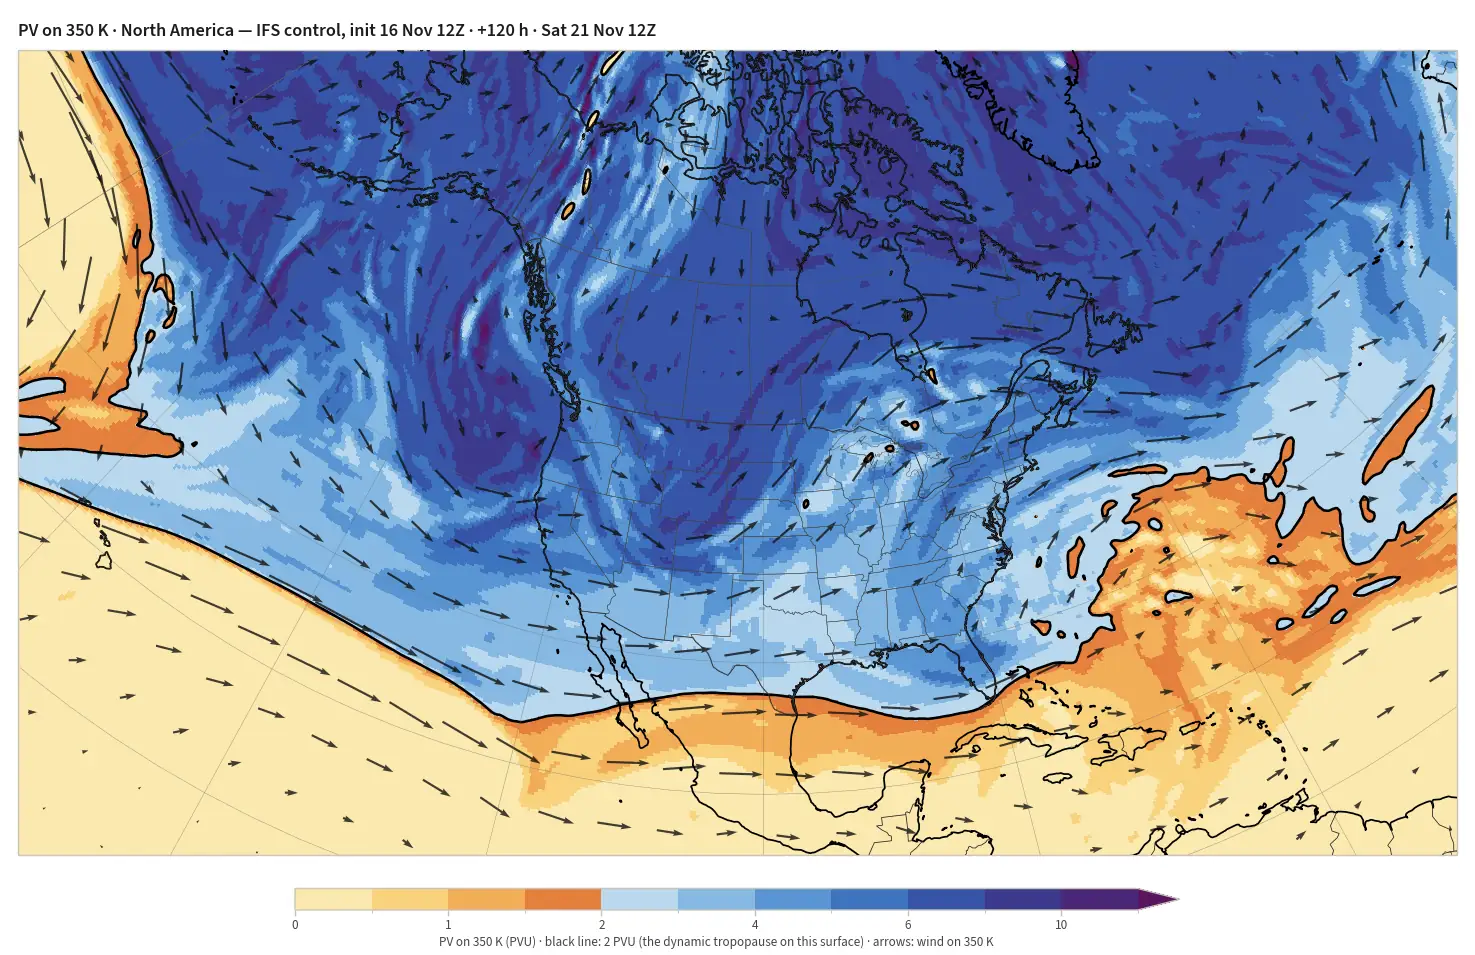 PV on 350 K · North America — IFS control, init 16 Nov 12Z · +120 h · Sat 21 Nov 12Z
0 1 2 4 6 10
PV on 350 K (PVU) · black line: 2 PVU (the dynamic tropopause on this surface) · arrows: wind on 350 K